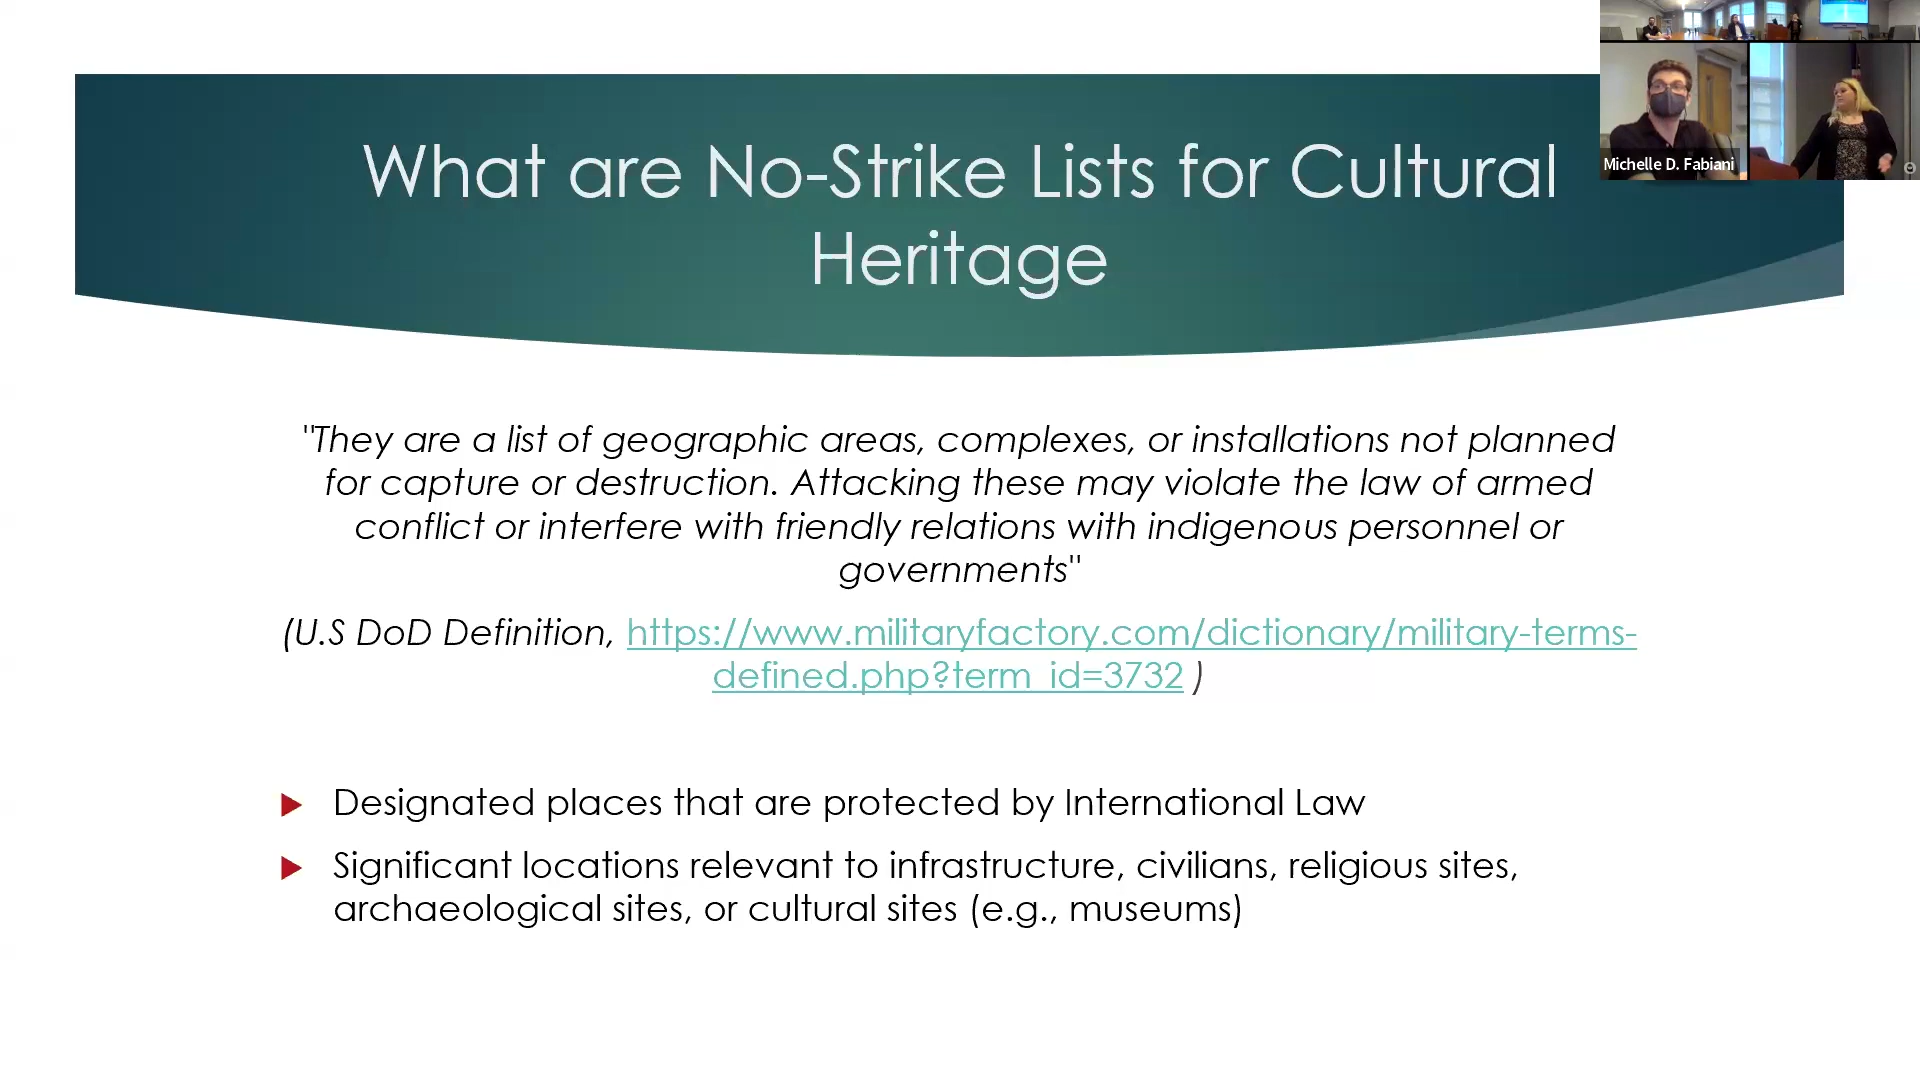 What are No-Strike Lists for Cultural
Heritage
Michelle D. Fabiani
"They are a list of geographic areas, complexes, or installations not planned
for capture or destruction. Attacking these may violate the law of armed
conflict or interfere with friendly relations with indigenous personnel or
governments"
(U.S DoD Definition, https://www.militaryfactory.com/dictionary/military-terms-
defined.php?term_id=3732 )
Designated places that are protected by International Law
Significant locations relevant to infrastructure, civilians, religious sites,
archaeological sites, or cultural sites (e.g., museums)